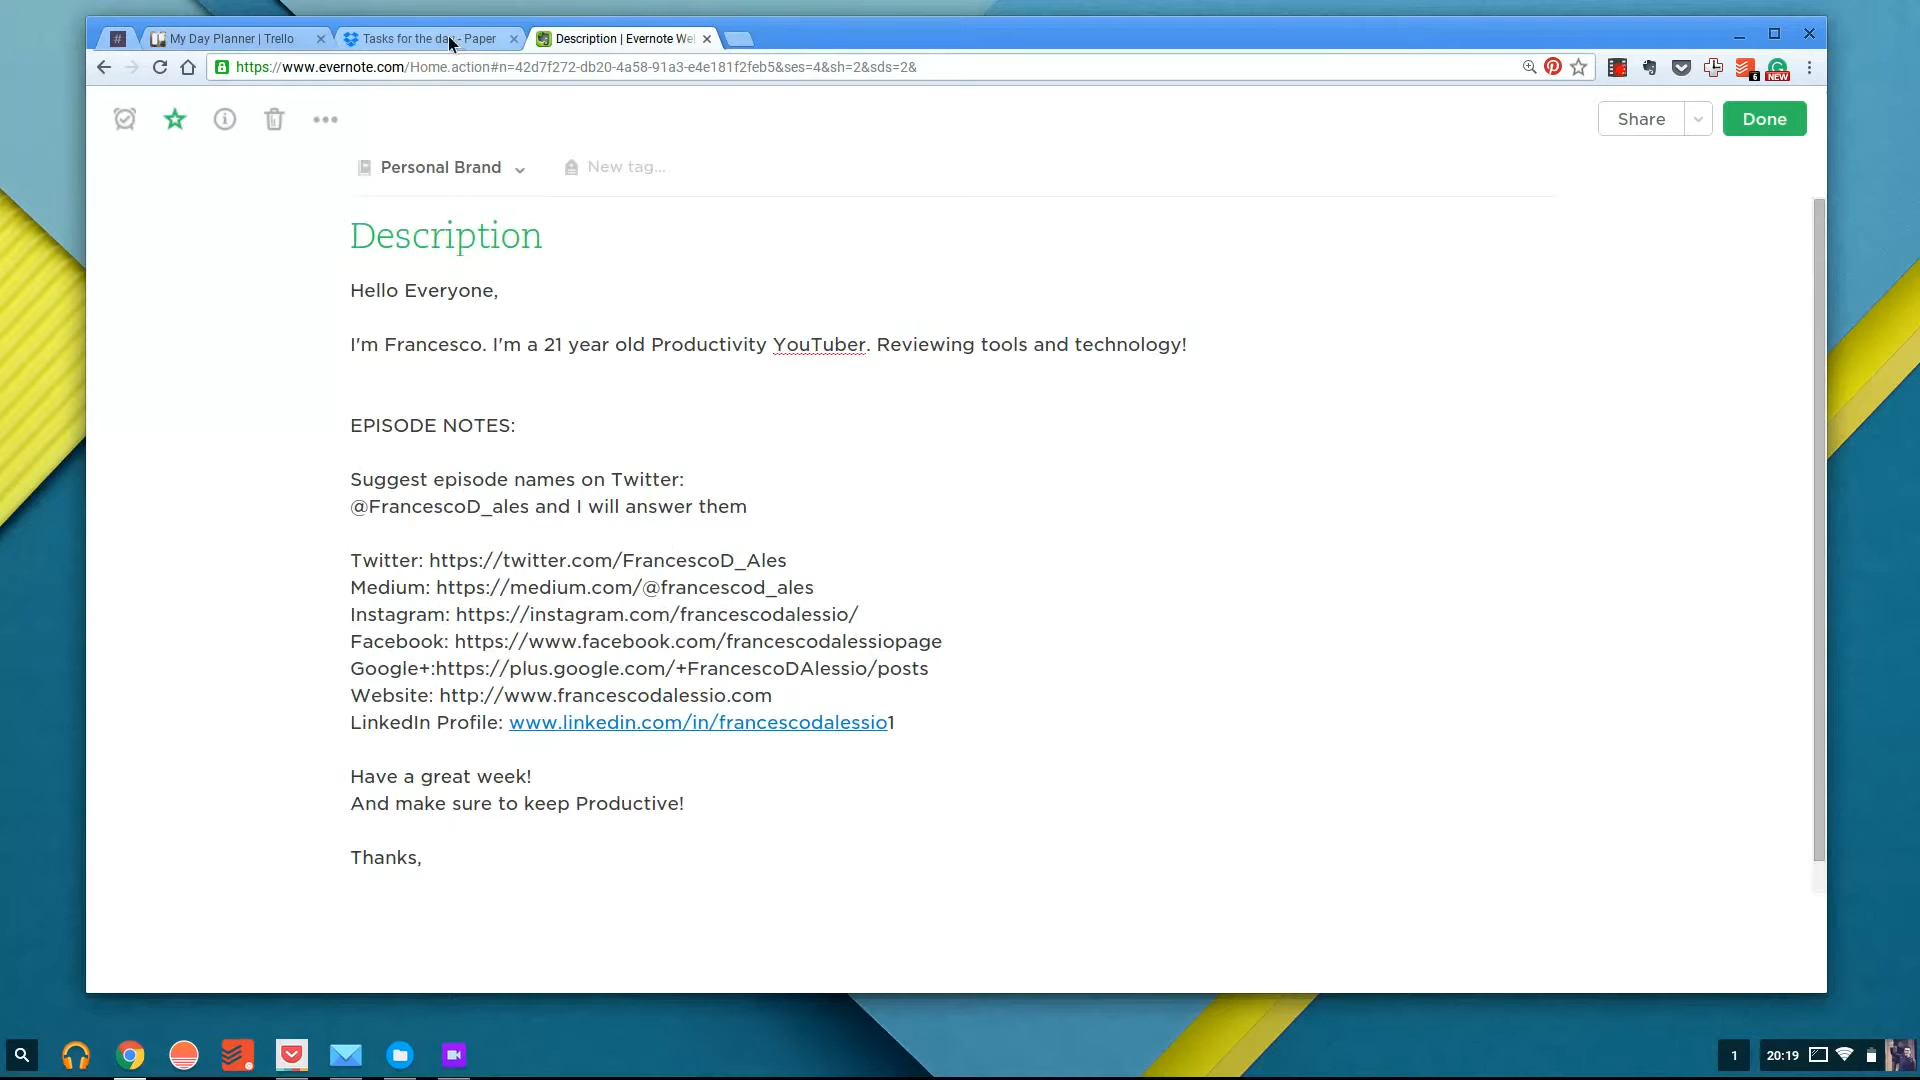 #
My Day Planner | Trello
Tasks for the day - Paper
Description | Evernote We
https://www.evernote.com/Home.action#n=42d7f272-db20-4a58-91a3-e4e181f2feb5&ses=4&sh=2&sds=2&
6
NEW
Share
Done
Personal Brand
New tag...
Description
Hello Everyone,
I'm Francesco. I'm a 21 year old Productivity YouTuber. Reviewing tools and technology!
EPISODE NOTES:
Suggest episode names on Twitter:
@FrancescoD_ales and I will answer them
Twitter: https://twitter.com/FrancescoD_Ales
Medium: https://medium.com/@francescod_ales
Instagram: https://instagram.com/francescodalessio/
Facebook: https://www.facebook.com/francescodalessiopage
Google+:https://plus.google.com/+FrancescoDAlessio/posts
Website: http://www.francescodalessio.com
LinkedIn Profile: www.linkedin.com/in/francescodalessio1
Have a great week!
And make sure to keep Productive!
Thanks,
1
20:19